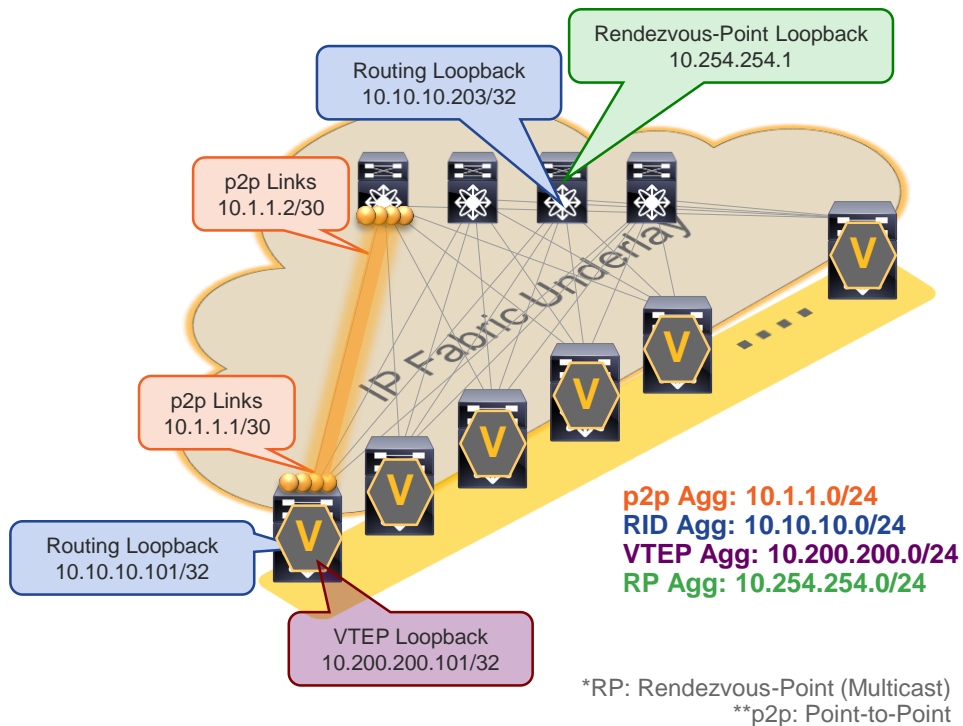 Rendezvous-Point Loopback
10.254.254.1
Routing Loopback
10.10.10.203/32
p2p Links
10.1.1.2/30
IP Fabric Underlay
V
V
V
V
V
V
p2p Links
10.1.1.1/30
Routing Loopback
10.10.10.101/32
VTEP Loopback
10.200.200.101/32
p2p Agg: 10.1.1.0/24
RID Agg: 10.10.10.0/24
VTEP Agg: 10.200.200.0/24
RP Agg: 10.254.254.0/24
*RP: Rendezvous-Point (Multicast)
**p2p: Point-to-Point